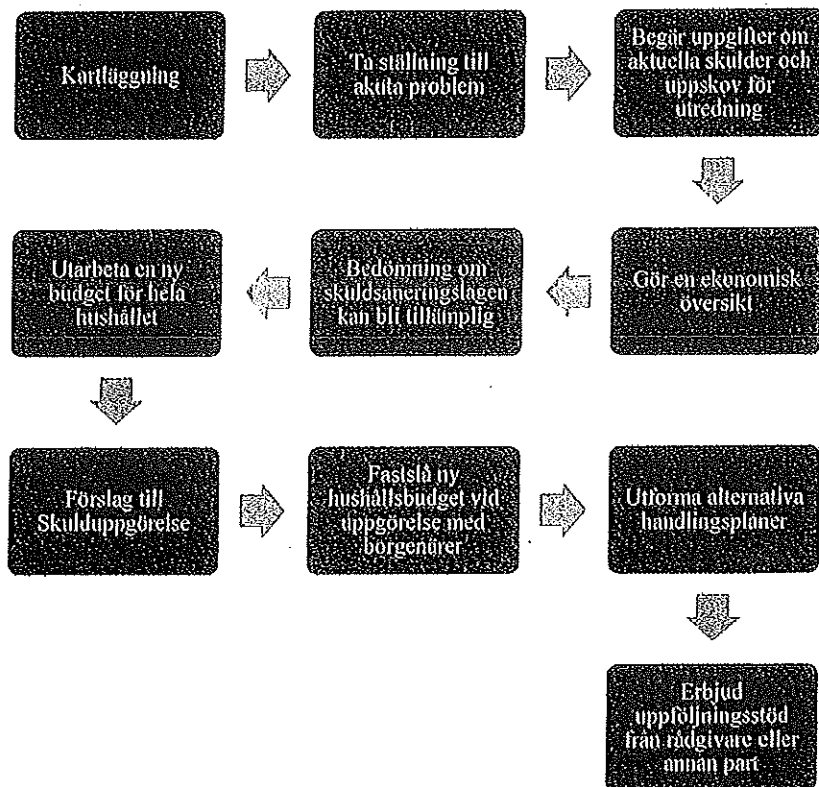 Kartläggning
Ta ställning till
akuta problem
Begär uppgifter om
aktuella skulder och
uppskov för
utredning
Gör en ekonomisk
översikt
Bedömning om
skuldsaneringslagen
kan bli tillämplig
Utarbeta en ny
budget för hela
hushållet
Förslag till
Skulduppgörelse
Fastslå ny
hushållsbudget vid
uppgörelse med
borgenärer
Utforma alternativa
handlingsplaner
Erbjud
uppföljningsstöd
från rådgivare eller
annan part